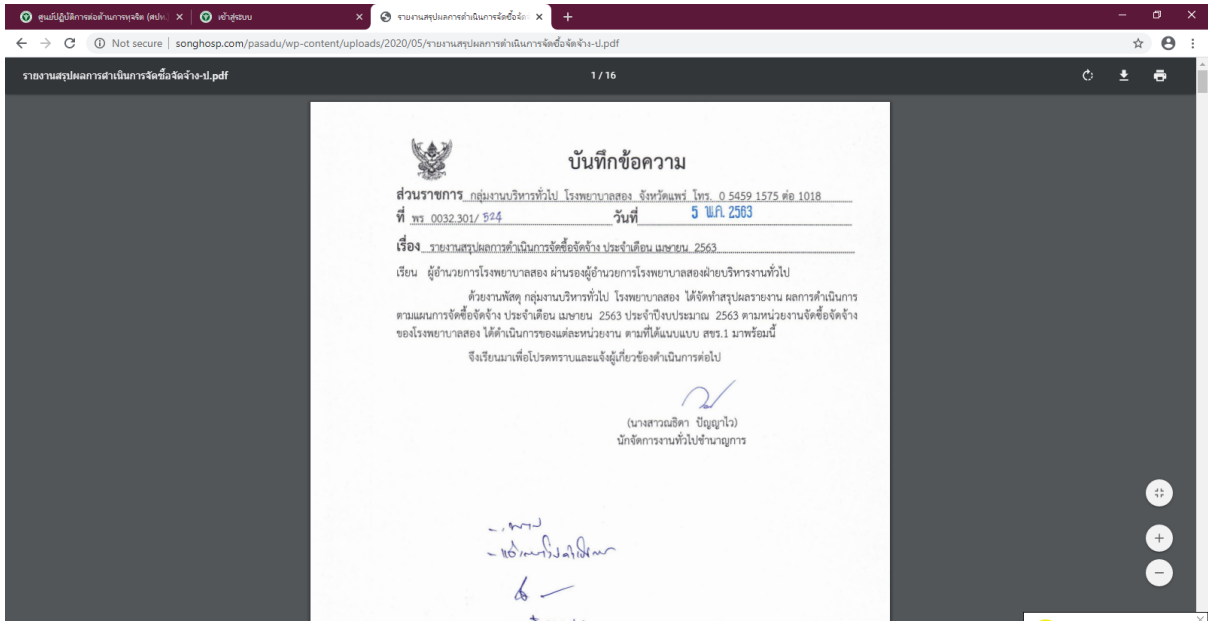 ศูนย์ปฏิบัติการต่อต้านการทุจริต (ศปท.)
เข้าสู่ระบบ
รายงานสรุปผลการดำเนินการจัดซื้อจัด
Not secure | songhosp.com/pasadu/wp-content/uploads/2020/05/รายงานสรุปผลการดำเนินการจัดซื้อจัดจ้าง-ป.pdf
รายงานสรุปผลการดำเนินการจัดซื้อจัดจ้าง-ป.pdf
1 / 16
บันทึกข้อความ
ส่วนราชการ กลุ่มงานบริหารทั่วไป โรงพยาบาลสอง จังหวัดแพร่ โทร. 0 5459 1575 ต่อ 1018
ที่ พร 0032.301/ 524 วันที่ 5 พ.ค. 2563
เรื่อง รายงานสรุปผลการดำเนินการจัดซื้อจัดจ้าง ประจำเดือน เมษายน 2563
เรียน ผู้อำนวยการโรงพยาบาลสอง ผ่านรองผู้อำนวยการโรงพยาบาลสองฝ่ายบริหารงานทั่วไป
ด้วยงานพัสดุ กลุ่มงานบริหารทั่วไป โรงพยาบาลสอง ได้จัดทำสรุปผลรายงาน ผลการดำเนินการ
ตามแผนการจัดซื้อจัดจ้าง ประจำเดือน เมษายน 2563 ประจำปีงบประมาณ 2563 ตามหน่วยงานจัดซื้อจัดจ้าง
ของโรงพยาบาลสอง ได้ดำเนินการของแต่ละหน่วยงาน ตามที่ได้แนบแบบ สขร.1 มาพร้อมนี้
จึงเรียนมาเพื่อโปรดทราบและแจ้งผู้เกี่ยวข้องดำเนินการต่อไป
(นางสาวณธิดา ปัญญาไว)
นักจัดการงานทั่วไปชำนาญการ